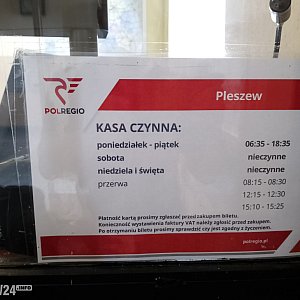 POLREGIO
Pleszew
KASA CZYNNA:
poniedziałek - piątek 06:35 - 18:35
sobota nieczynne
niedziela i święta nieczynne
przerwa 08:15 - 08:30
12:15 - 12:30
15:10 - 15:25
Płatność kartą prosimy zgłaszać przed zakupem biletu.
Konieczność wystawienia faktury VAT należy zgłosić przed zakupem.
Po otrzymaniu biletu prosimy sprawdzić czy jest zgodny z życzeniem.
polregio.pl
/24.INFO